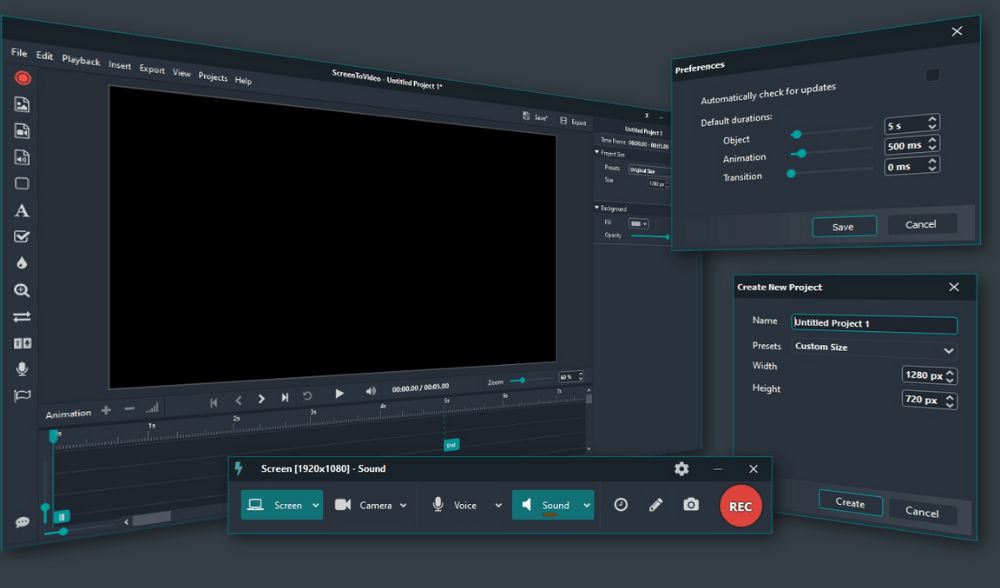 File Edit Playback Insert Export View Projects Help
ScreenToVideo - Untitled Project 1*
Save*
Export
Untitled Project 1
Time Frame 00:00.00 - 00:05.00
Project Size
Presets Original Size
Size 1280 px
Background
Fill
Opacity
00:00.00 / 00:05.00
Zoom 60 %
Animation
0s 1s 2s 3s 4s 5s 6s 7s
End
Preferences
Automatically check for updates
Default durations:
Object 5 s
Animation 500 ms
Transition 0 ms
Save Cancel
Create New Project
Name Untitled Project 1
Presets Custom Size
Width 1280 px
Height 720 px
Create Cancel
Screen [1920x1080] - Sound
Screen Camera Voice Sound REC